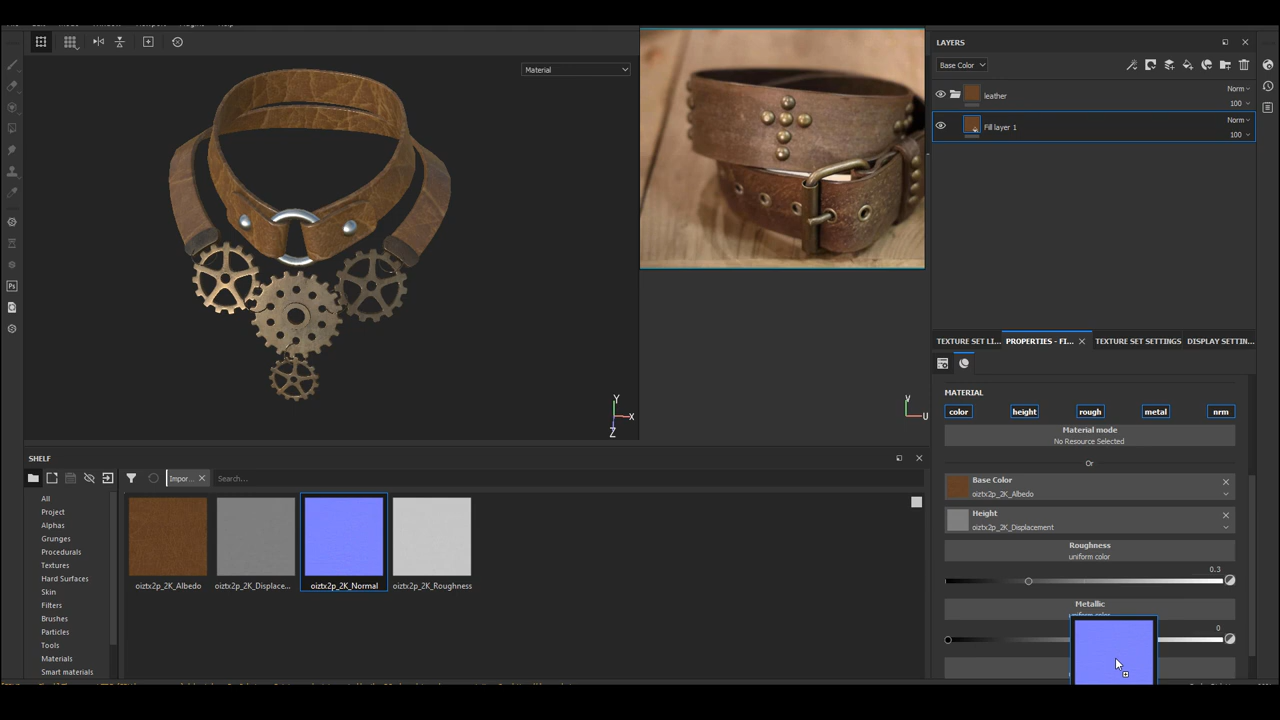 Material
LAYERS
Base Color
leather
Norm
100
Fill layer 1
Norm
100
TEXTURE SET LI...
PROPERTIES - FI...
TEXTURE SET SETTINGS
DISPLAY SETTIN...
MATERIAL
color
height
rough
metal
nrm
Material mode
No Resource Selected
Or
Base Color
oiztx2p_2K_Albedo
Height
oiztx2p_2K_Displacement
Roughness
uniform color
0.3
Metallic
0
Y
X
Z
V
U
SHELF
Impor...
Search...
All
Project
Alphas
Grunges
Procedurals
Textures
Hard Surfaces
Skin
Filters
Brushes
Particles
Tools
Materials
Smart materials
oiztx2p_2K_Albedo
oiztx2p_2K_Displace...
oiztx2p_2K_Normal
oiztx2p_2K_Roughness
Ps